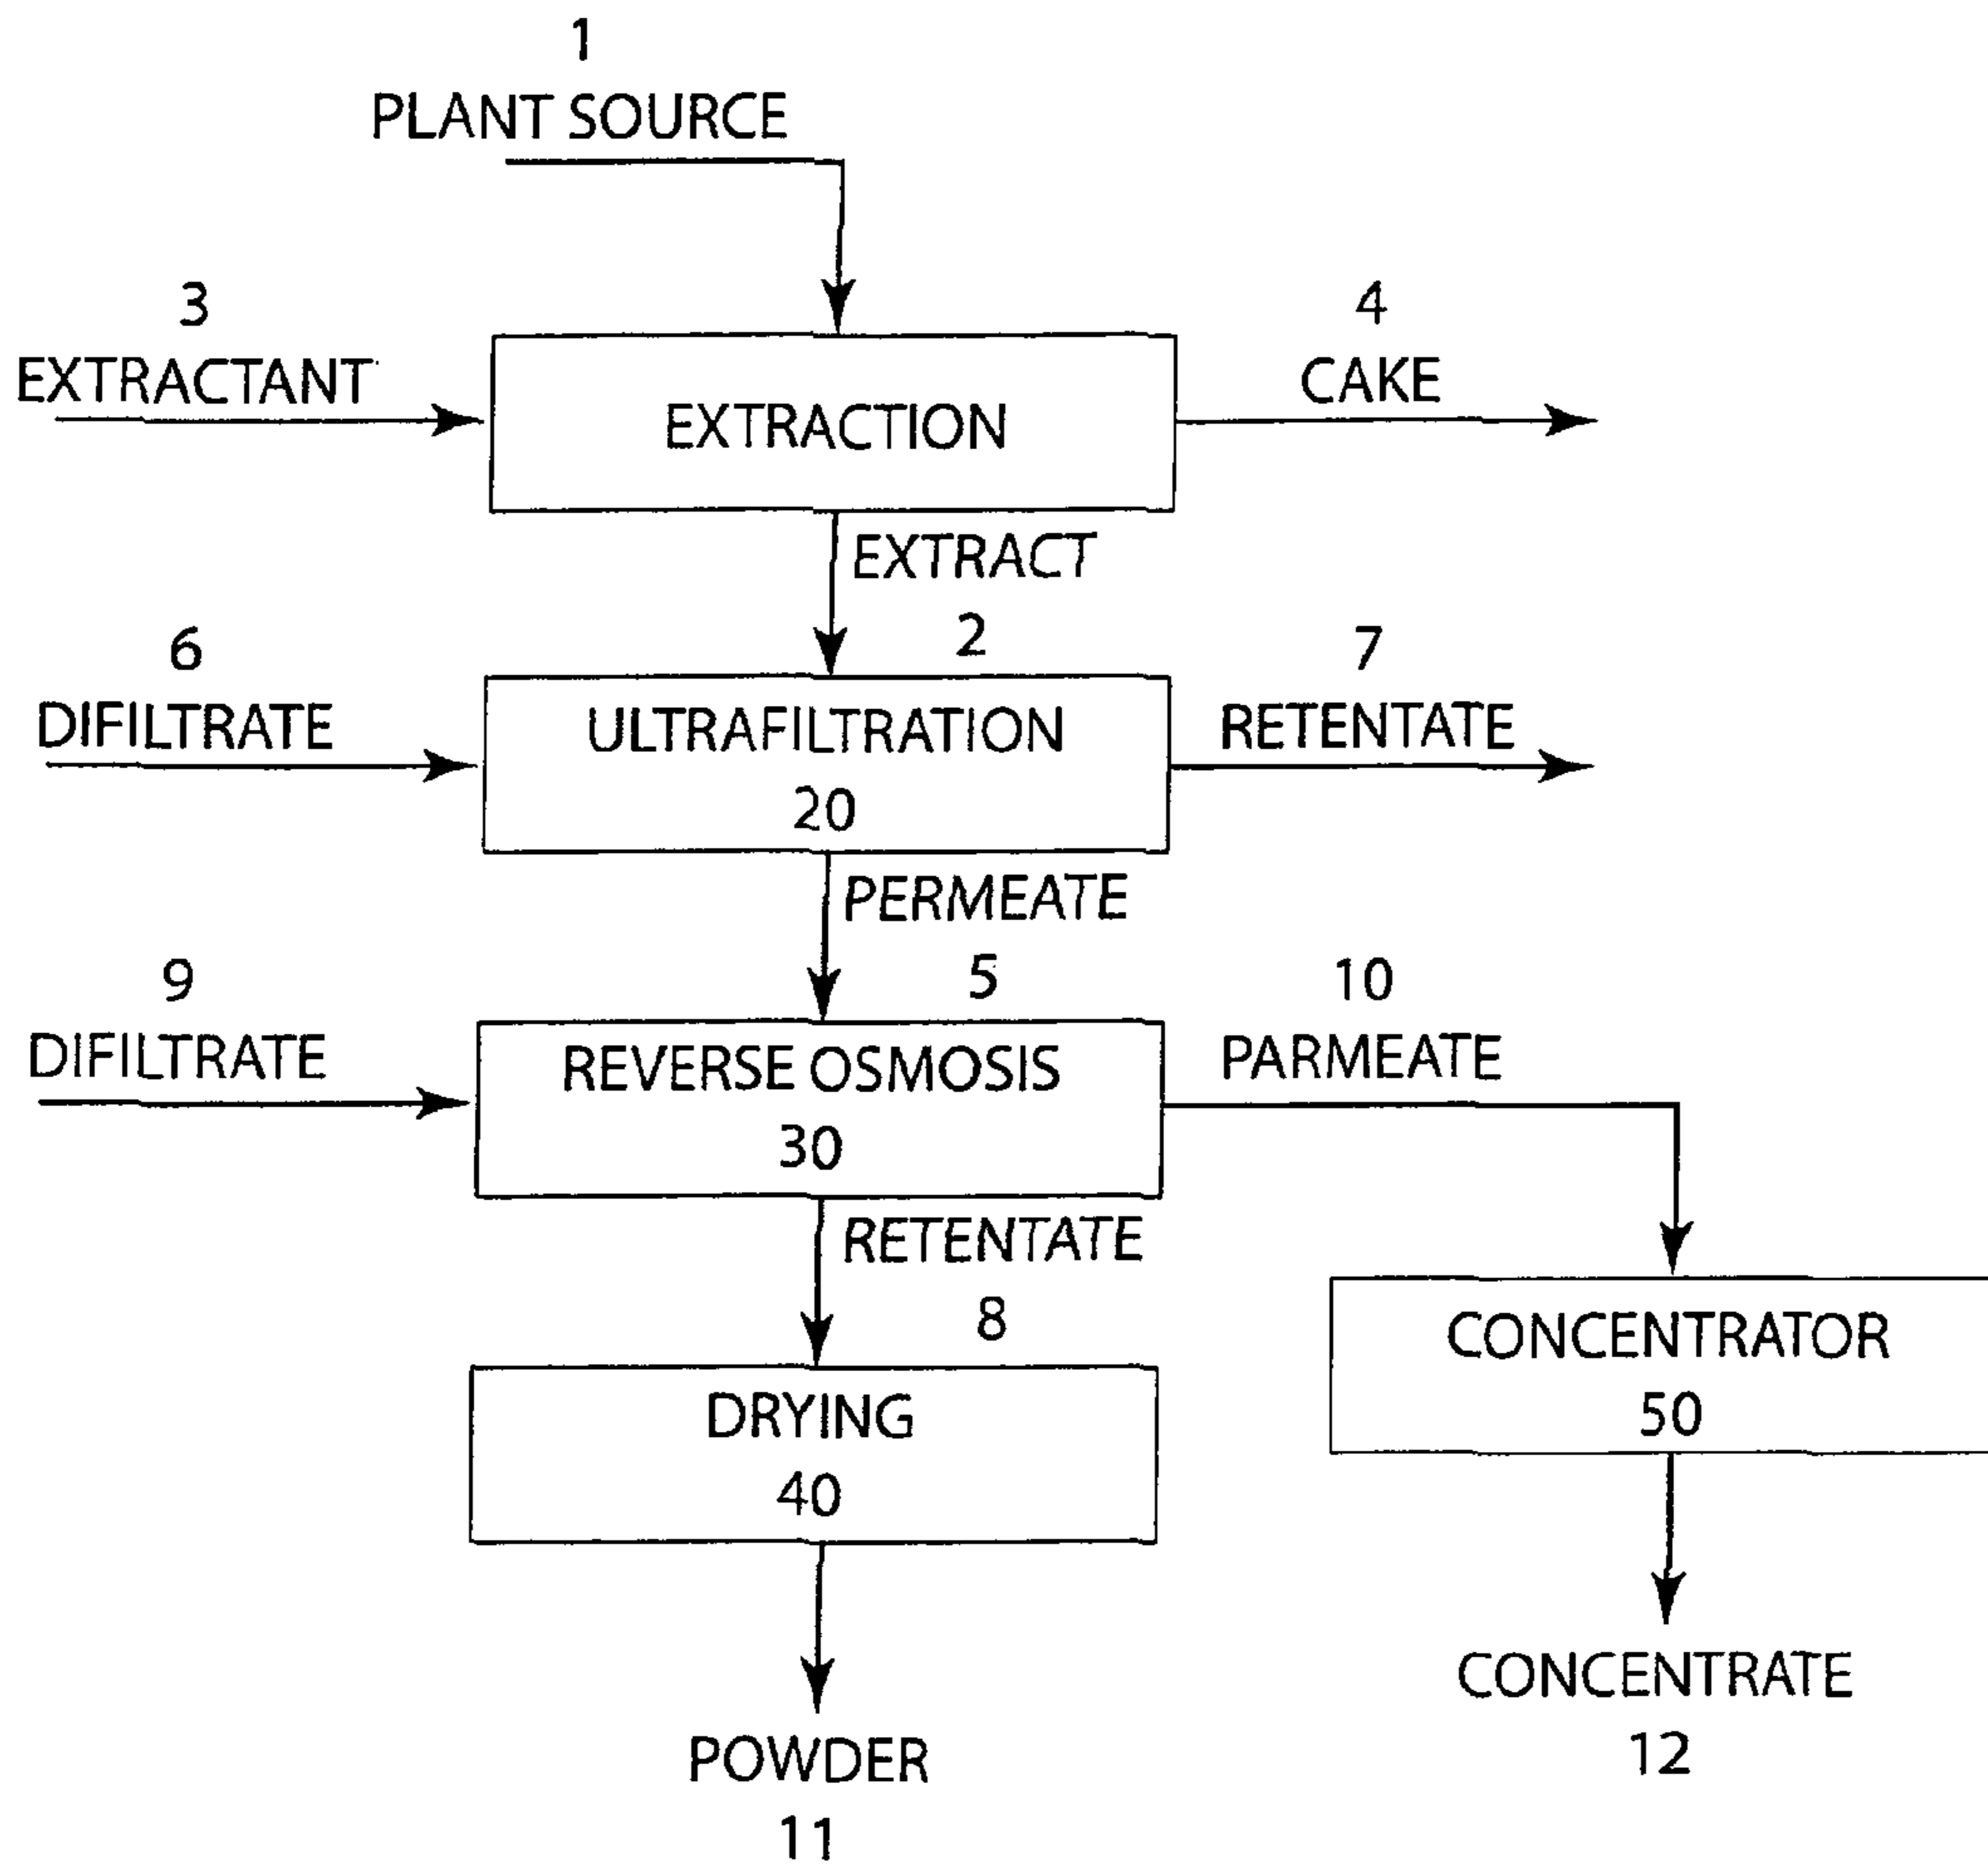 1
PLANT SOURCE
3
EXTRACTANT
EXTRACTION
4
CAKE
EXTRACT
2
6
DIFILTRATE
ULTRAFILTRATION
20
7
RETENTATE
PERMEATE
5
9
DIFILTRATE
REVERSE OSMOSIS
30
10
PARMEATE
RETENTATE
8
DRYING
40
CONCENTRATOR
50
POWDER
11
CONCENTRATE
12